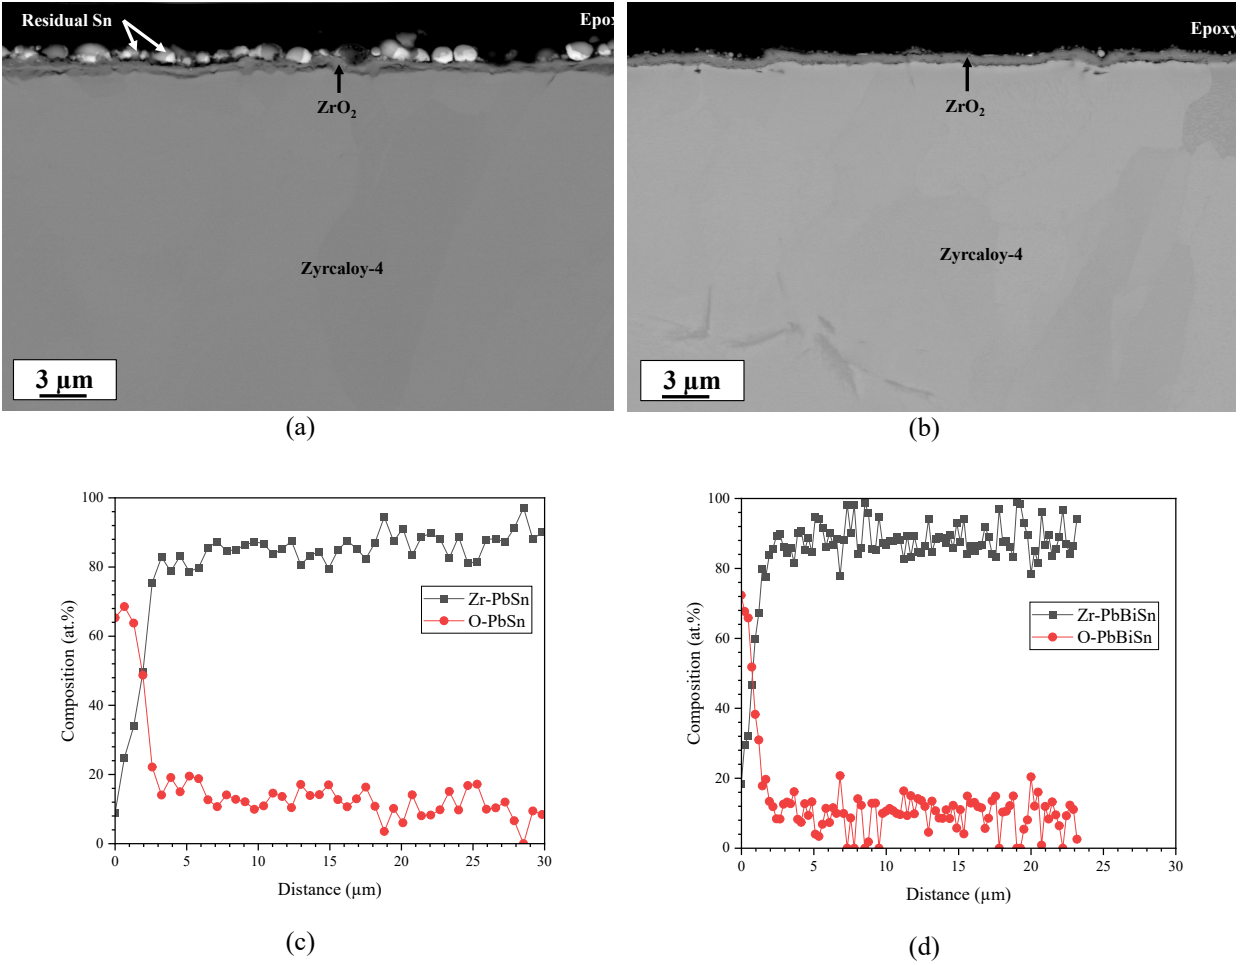 Residual Sn
Epox
ZrO₂
Zyrcaloy-4
3 µm
(a)
Epoxy
ZrO₂
Zyrcaloy-4
3 µm
(b)
100
80
60
40
20
0
Composition (at.%)
Zr-PbSn
O-PbSn
0 5 10 15 20 25 30
Distance (µm)
(c)
100
80
60
40
20
0
Composition (at.%)
Zr-PbBiSn
O-PbBiSn
0 5 10 15 20 25 30
Distance (µm)
(d)